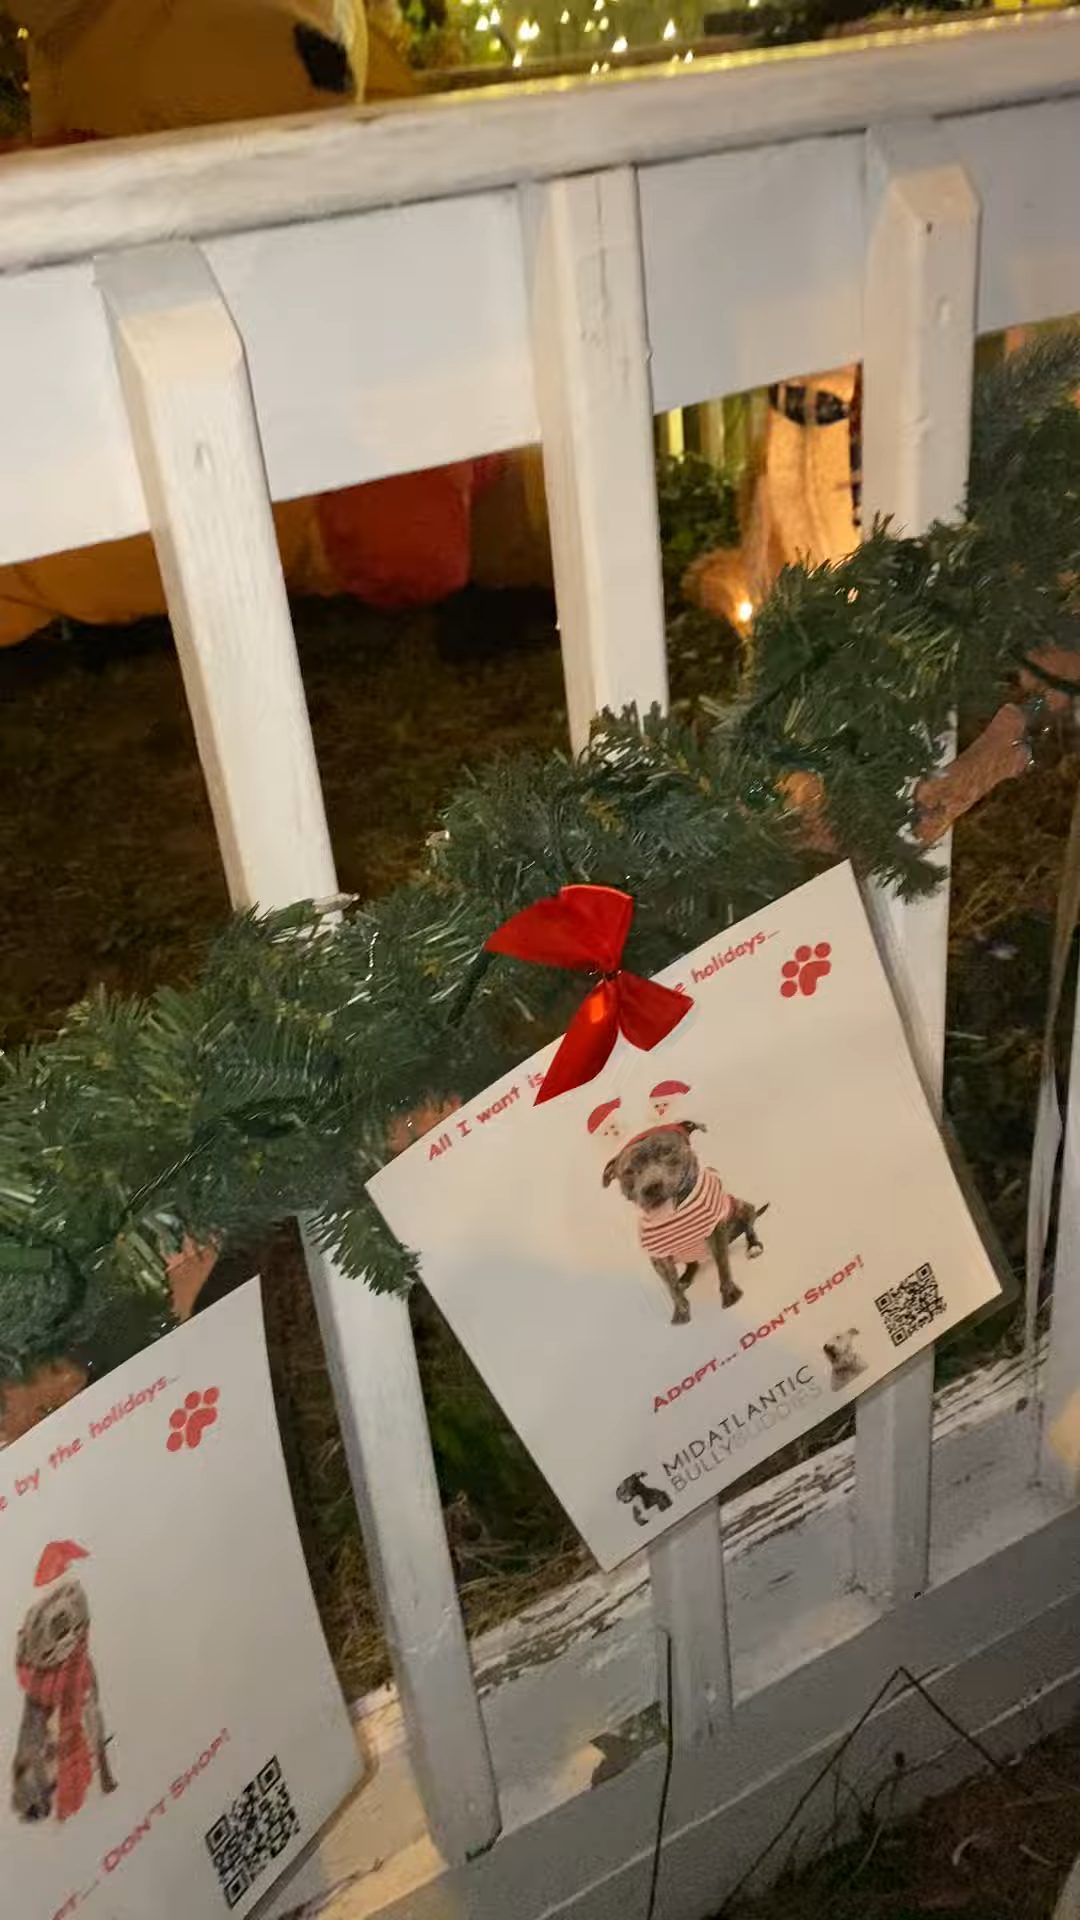 All I want is
e holidays...
ADOPT... DON'T SHOP!
MIDATLANTIC
BULLYBUDDIES
e by the holidays...
DON'T SHOP!